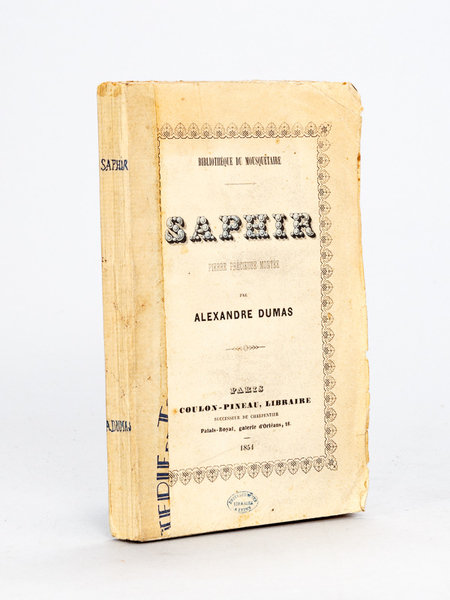 SAPHIR
A DUMAS
BIBLIOTHÈQUE DU MOUSQUETAIRE
SAPHIR
PIERRE PRÉCIEUSE MONTÉE
PAR
ALEXANDRE DUMAS
PARIS
COULON-PINEAU, LIBRAIRE
SUCCESSEUR DE CHARPENTIER
Palais-Royal, galerie d'Orléans, 16
1854